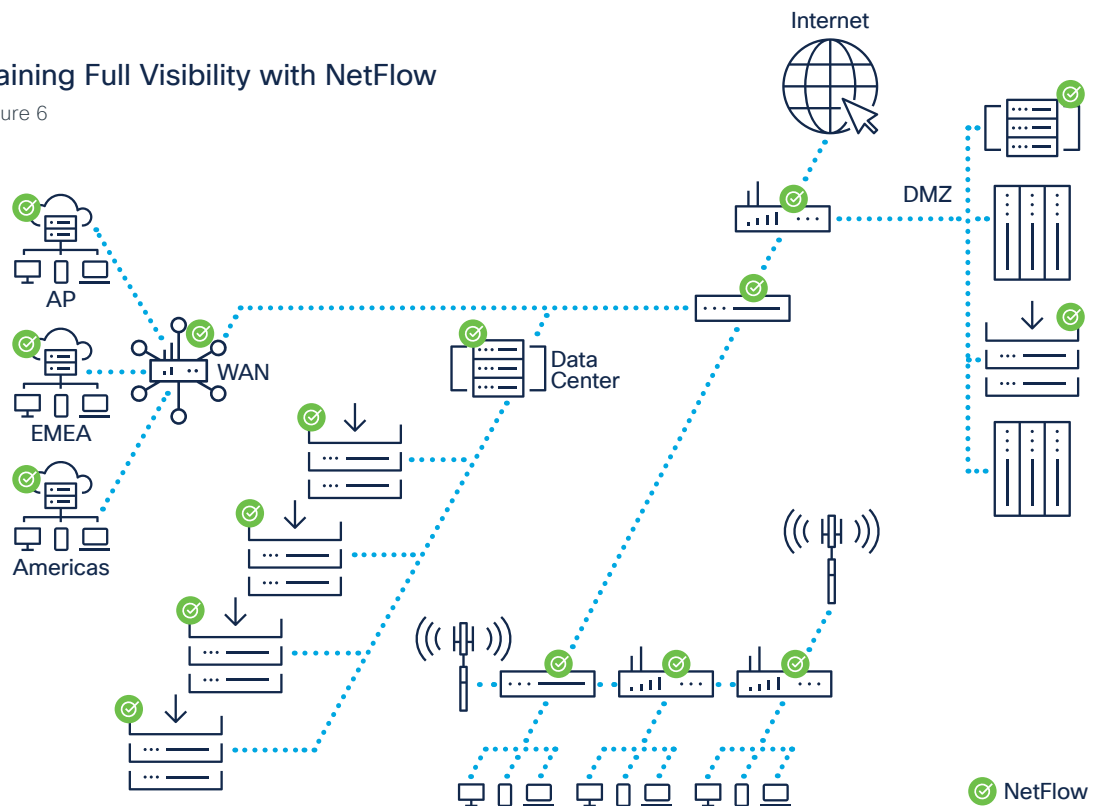 Internet
aining Full Visibility with NetFlow
ure 6
DMZ
AP
WAN
Data
Center
EMEA
Americas
NetFlow